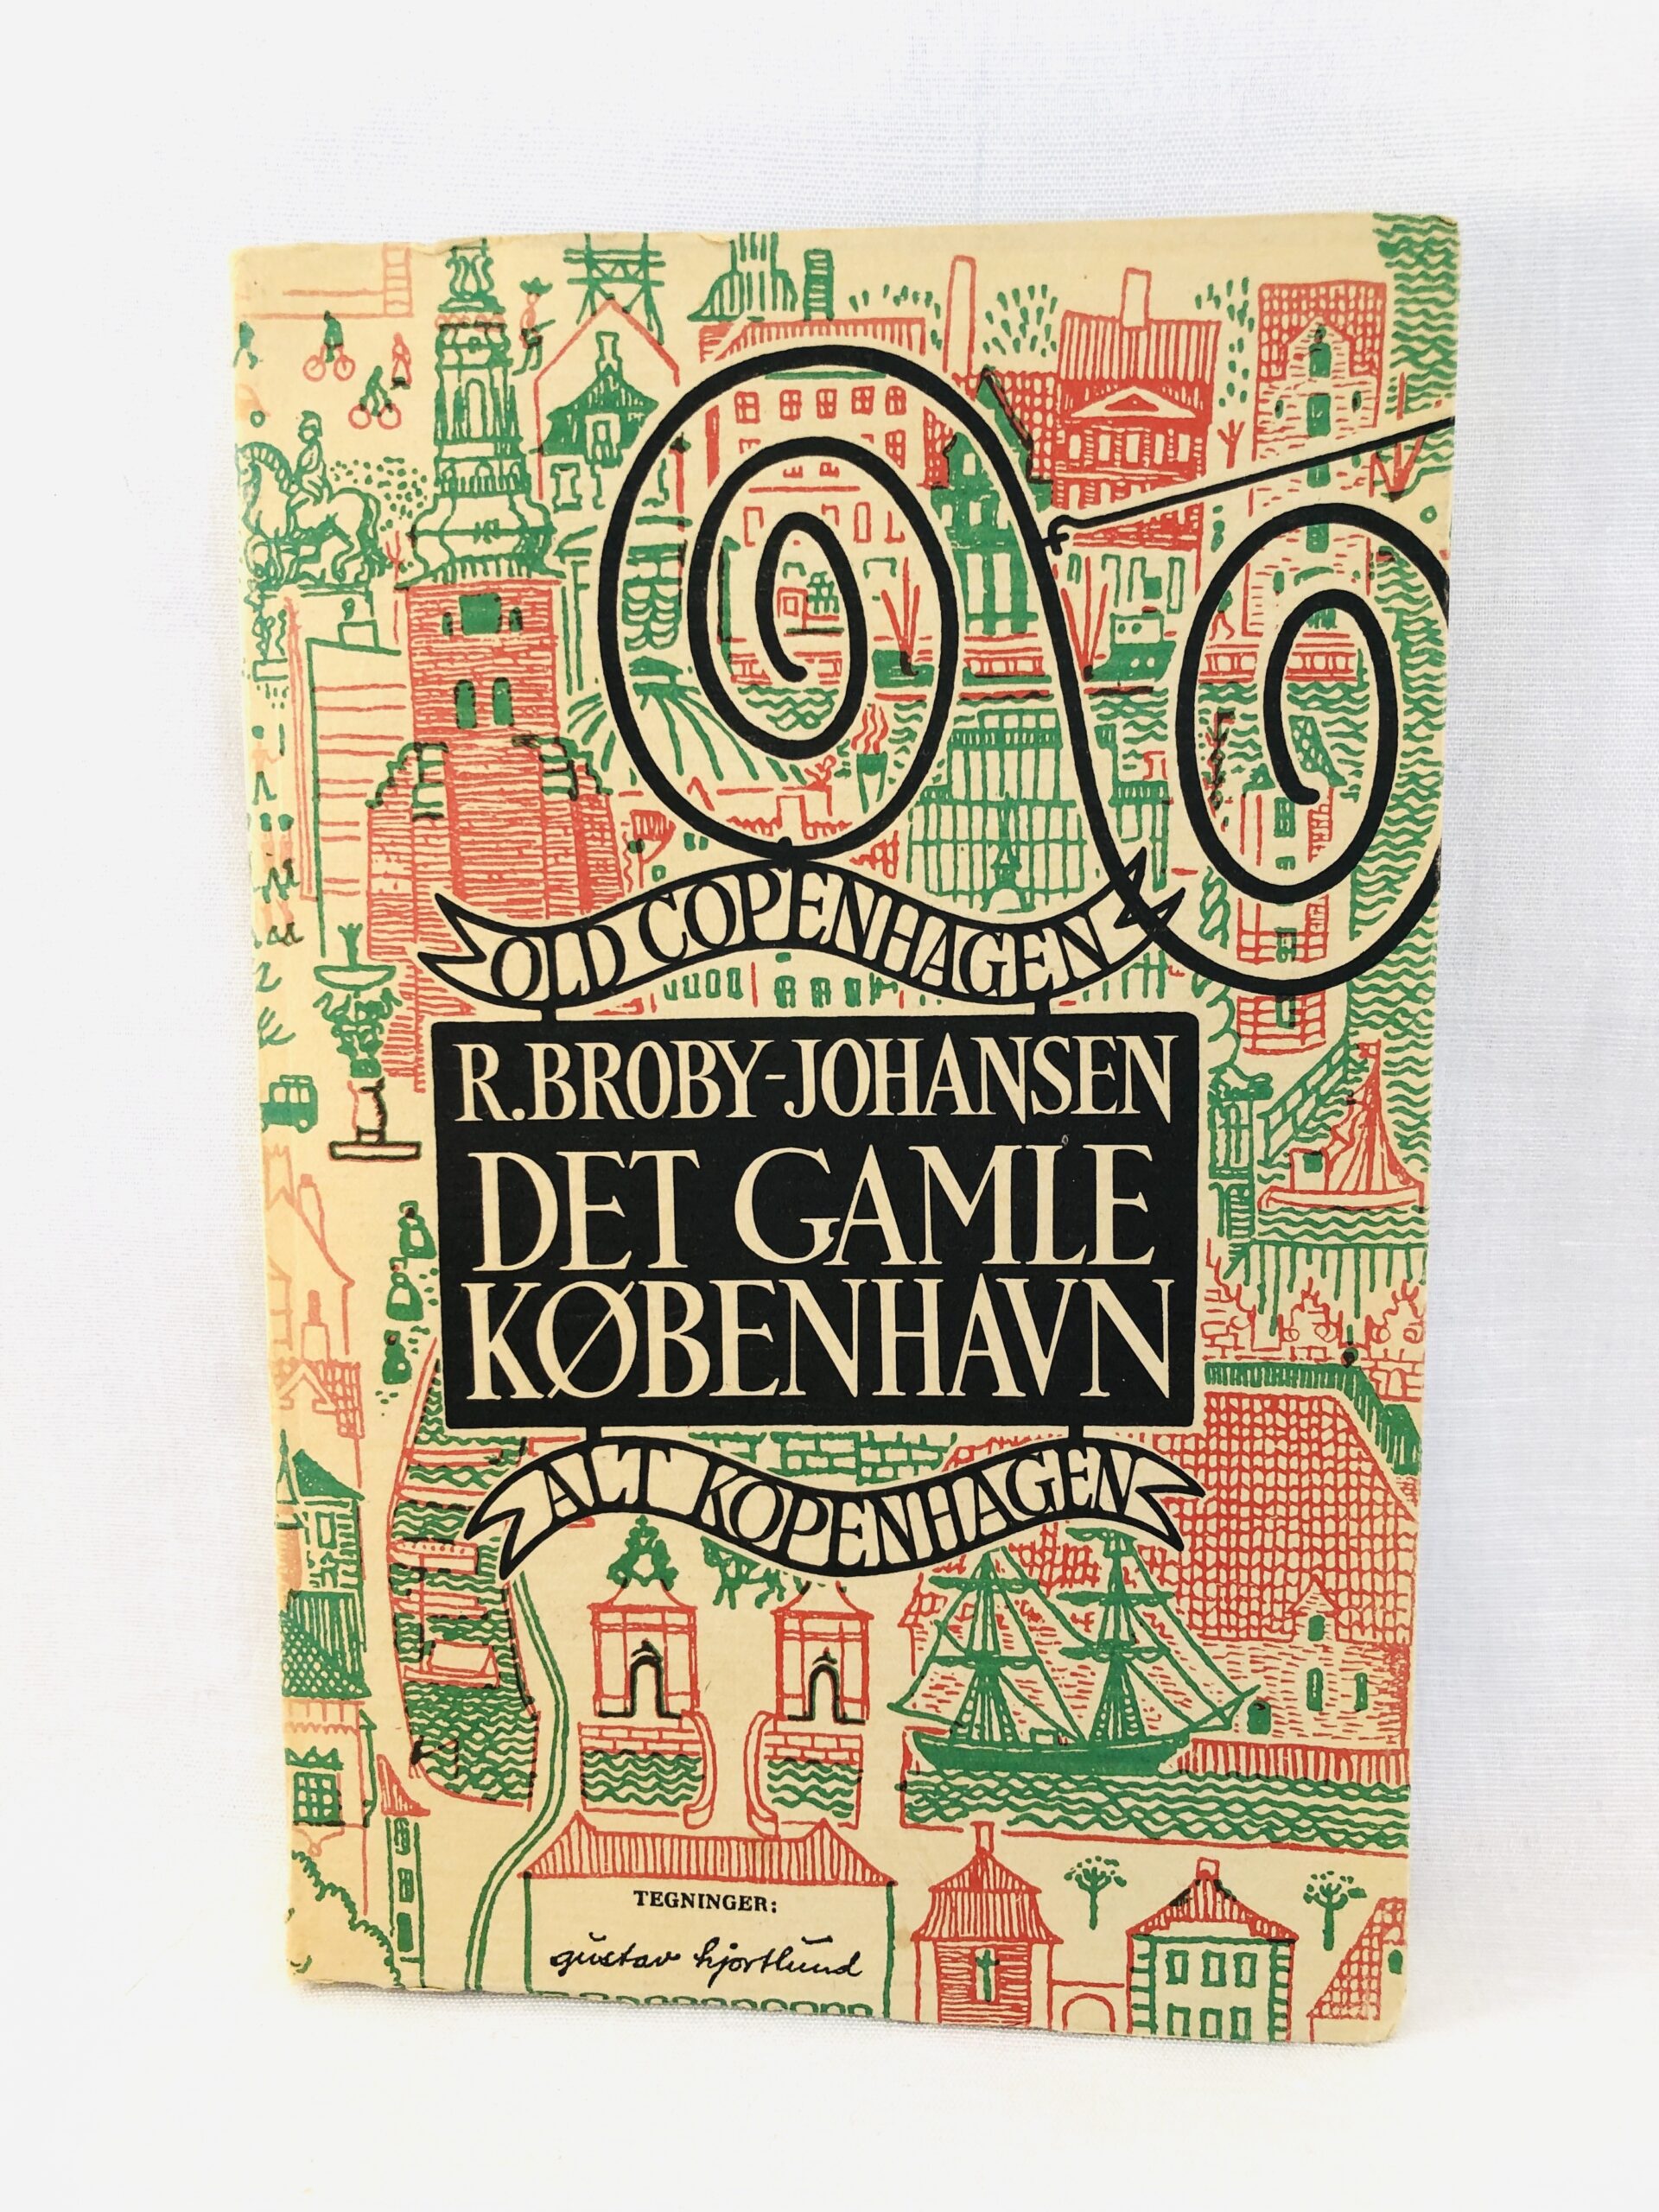 OLD COPENHAGEN
R. BROBY-JOHANSEN
DET GAMLE
KØBENHAVN
ALT KOPENHAGEN
TEGNINGER:
gustav hjortlund